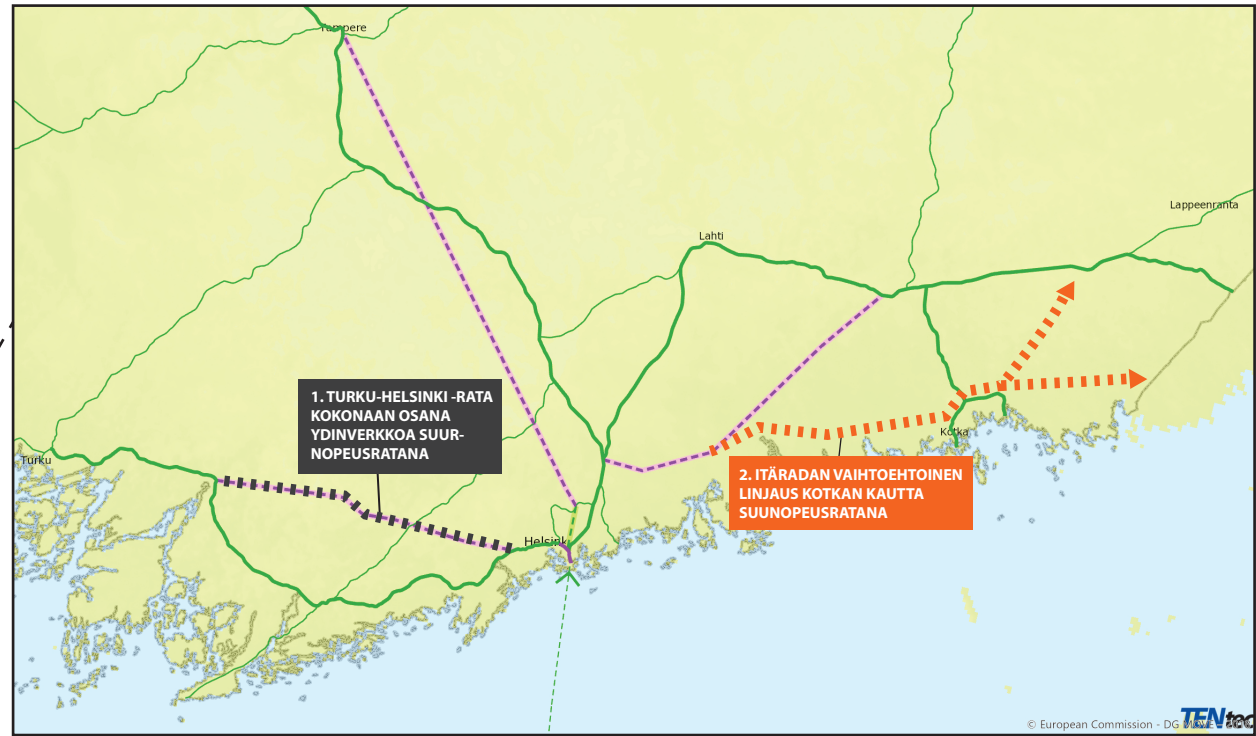 Tampere
Lappeenranta
Lahti
1. TURKU-HELSINKI -RATA
KOKONAAN OSANA
YDINVERKKOA SUUR-
NOPEUSRATANA
Kotka
Turku
2. ITÄRADAN VAIHTOEHTOINEN
LINJAUS KOTKAN KAUTTA
SUUNOPEUSRATANA
Helsinki
TENtec
© European Commission - DG MOVE